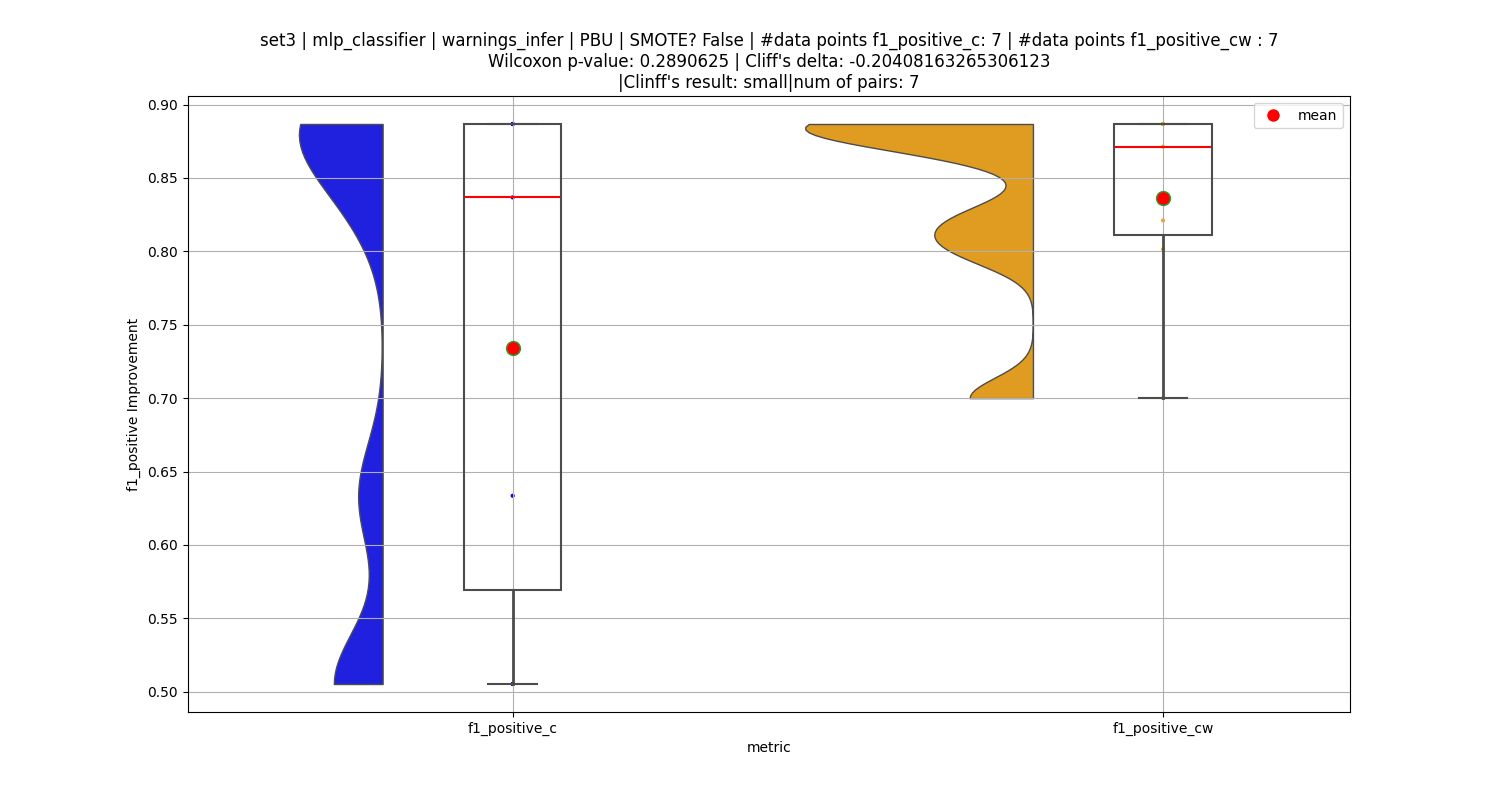 set3 | mlp_classifier | warnings_infer | PBU | SMOTE? False | #data points f1_positive_c: 7 | #data points f1_positive_cw : 7
Wilcoxon p-value: 0.2890625 | Cliff's delta: -0.20408163265306123
|Clinff's result: small|num of pairs: 7
mean
0.90
0.85
0.80
0.75
0.70
0.65
0.60
0.55
0.50
f1_positive Improvement
f1_positive_c
f1_positive_cw
metric